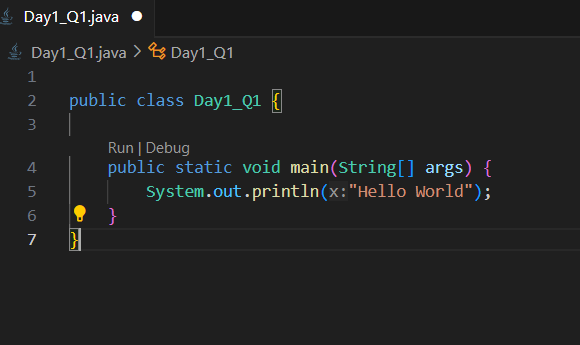 Day1_Q1.java
Day1_Q1.java > Day1_Q1
1
2 public class Day1_Q1 {
3
Run | Debug
4 public static void main(String[] args) {
5 System.out.println(x:"Hello World");
6 }
7 }